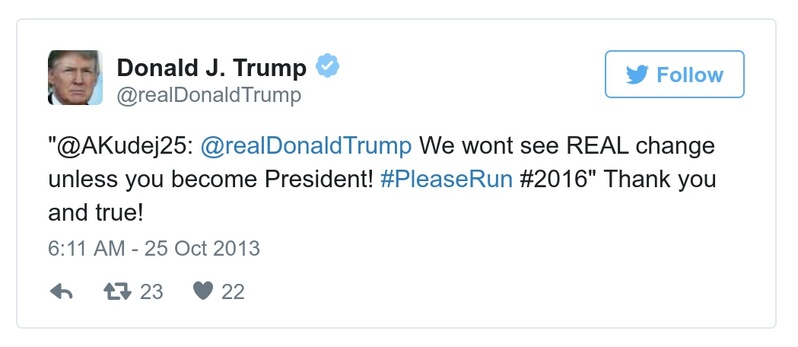 Donald J. Trump
@realDonaldTrump
Follow
"@AKudej25: @realDonaldTrump We wont see REAL change
unless you become President! #PleaseRun #2016" Thank you
and true!
6:11 AM - 25 Oct 2013
23
22